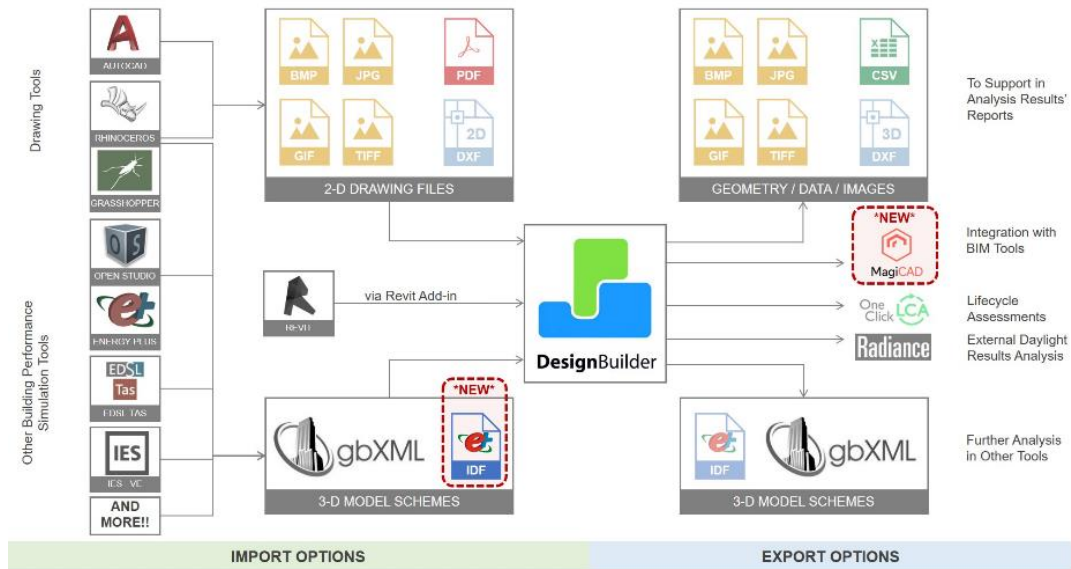 Drawing Tools
AUTOCAD
RHINOCEROS
GRASSHOPPER
Other Building Performance
Simulation Tools
OS
OPEN STUDIO
et
ENERGY PLUS
EDSL
Tas
EDSL TAS
IES
IES VE
AND
MORE!!
BMP
JPG
PDF
GIF
TIFF
2D
DXF
2-D DRAWING FILES
REVIT
via Revit Add-in
gbXML
*NEW*
et
IDF
3-D MODEL SCHEMES
DesignBuilder
BMP
JPG
X
CSV
GIF
TIFF
3D
DXF
GEOMETRY / DATA / IMAGES
To Support in
Analysis Results'
Reports
*NEW*
MagiCAD
Integration with
BIM Tools
One
Click
LCA
Lifecycle
Assessments
Radiance
External Daylight
Results Analysis
et
IDF
gbXML
3-D MODEL SCHEMES
Further Analysis
in Other Tools
IMPORT OPTIONS
EXPORT OPTIONS